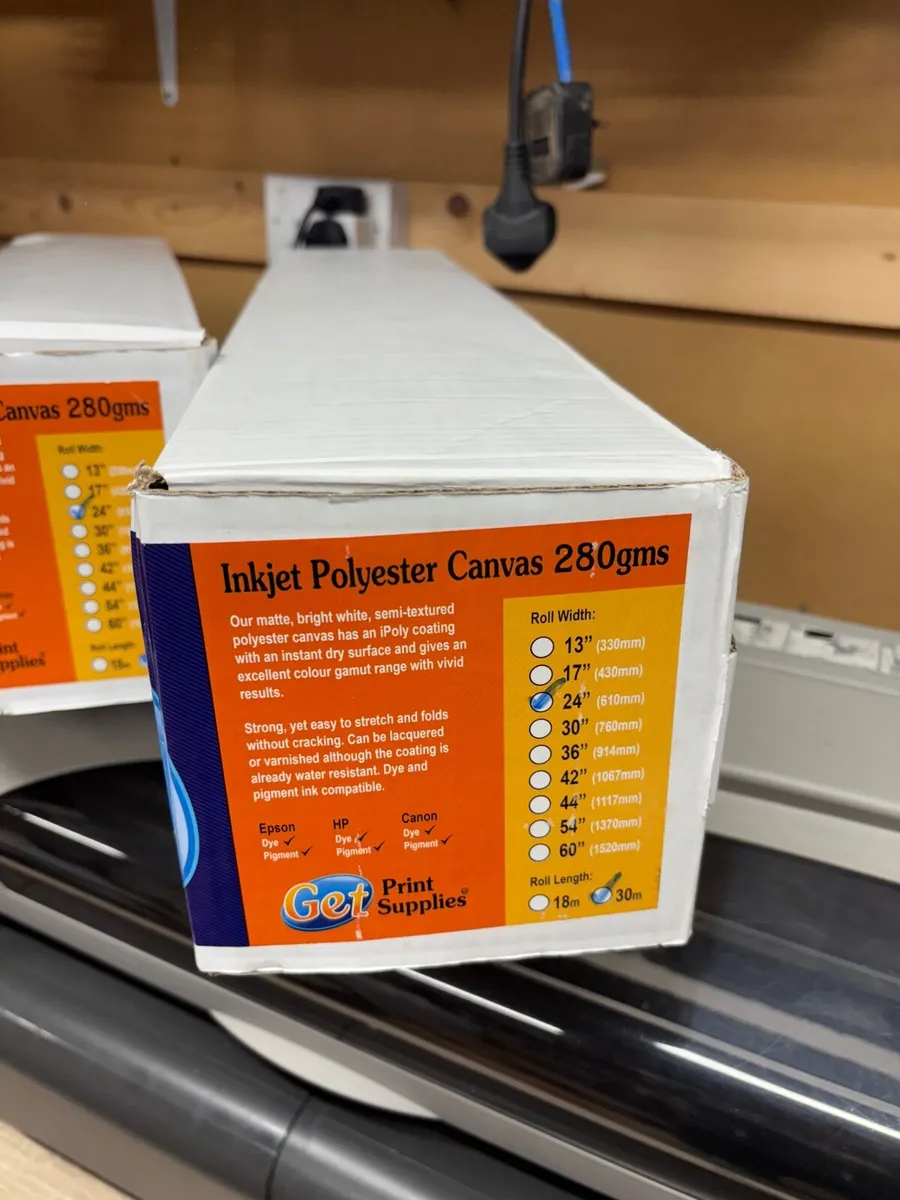 Inkjet Polyester Canvas 280gms
Our matte, bright white, semi-textured
polyester canvas has an iPoly coating
with an instant dry surface and gives an
excellent colour gamut range with vivid
results.
Strong, yet easy to stretch and folds
without cracking. Can be lacquered
or varnished although the coating is
already water resistant. Dye and
pigment ink compatible.
Epson
Dye ✓
Pigment ✓
HP
Dye ✓
Pigment ✓
Canon
Dye ✓
Pigment ✓
Get Print
Supplies®
Roll Width:
13” (330mm)
17” (430mm)
24” (610mm)
30” (760mm)
36” (914mm)
42” (1067mm)
44” (1117mm)
54” (1370mm)
60” (1520mm)
Roll Length:
18m 30m
Canvas 280gms
Roll Width:
13"
17"
24"
30"
36"
42"
44"
54"
60"
Roll Length:
18m